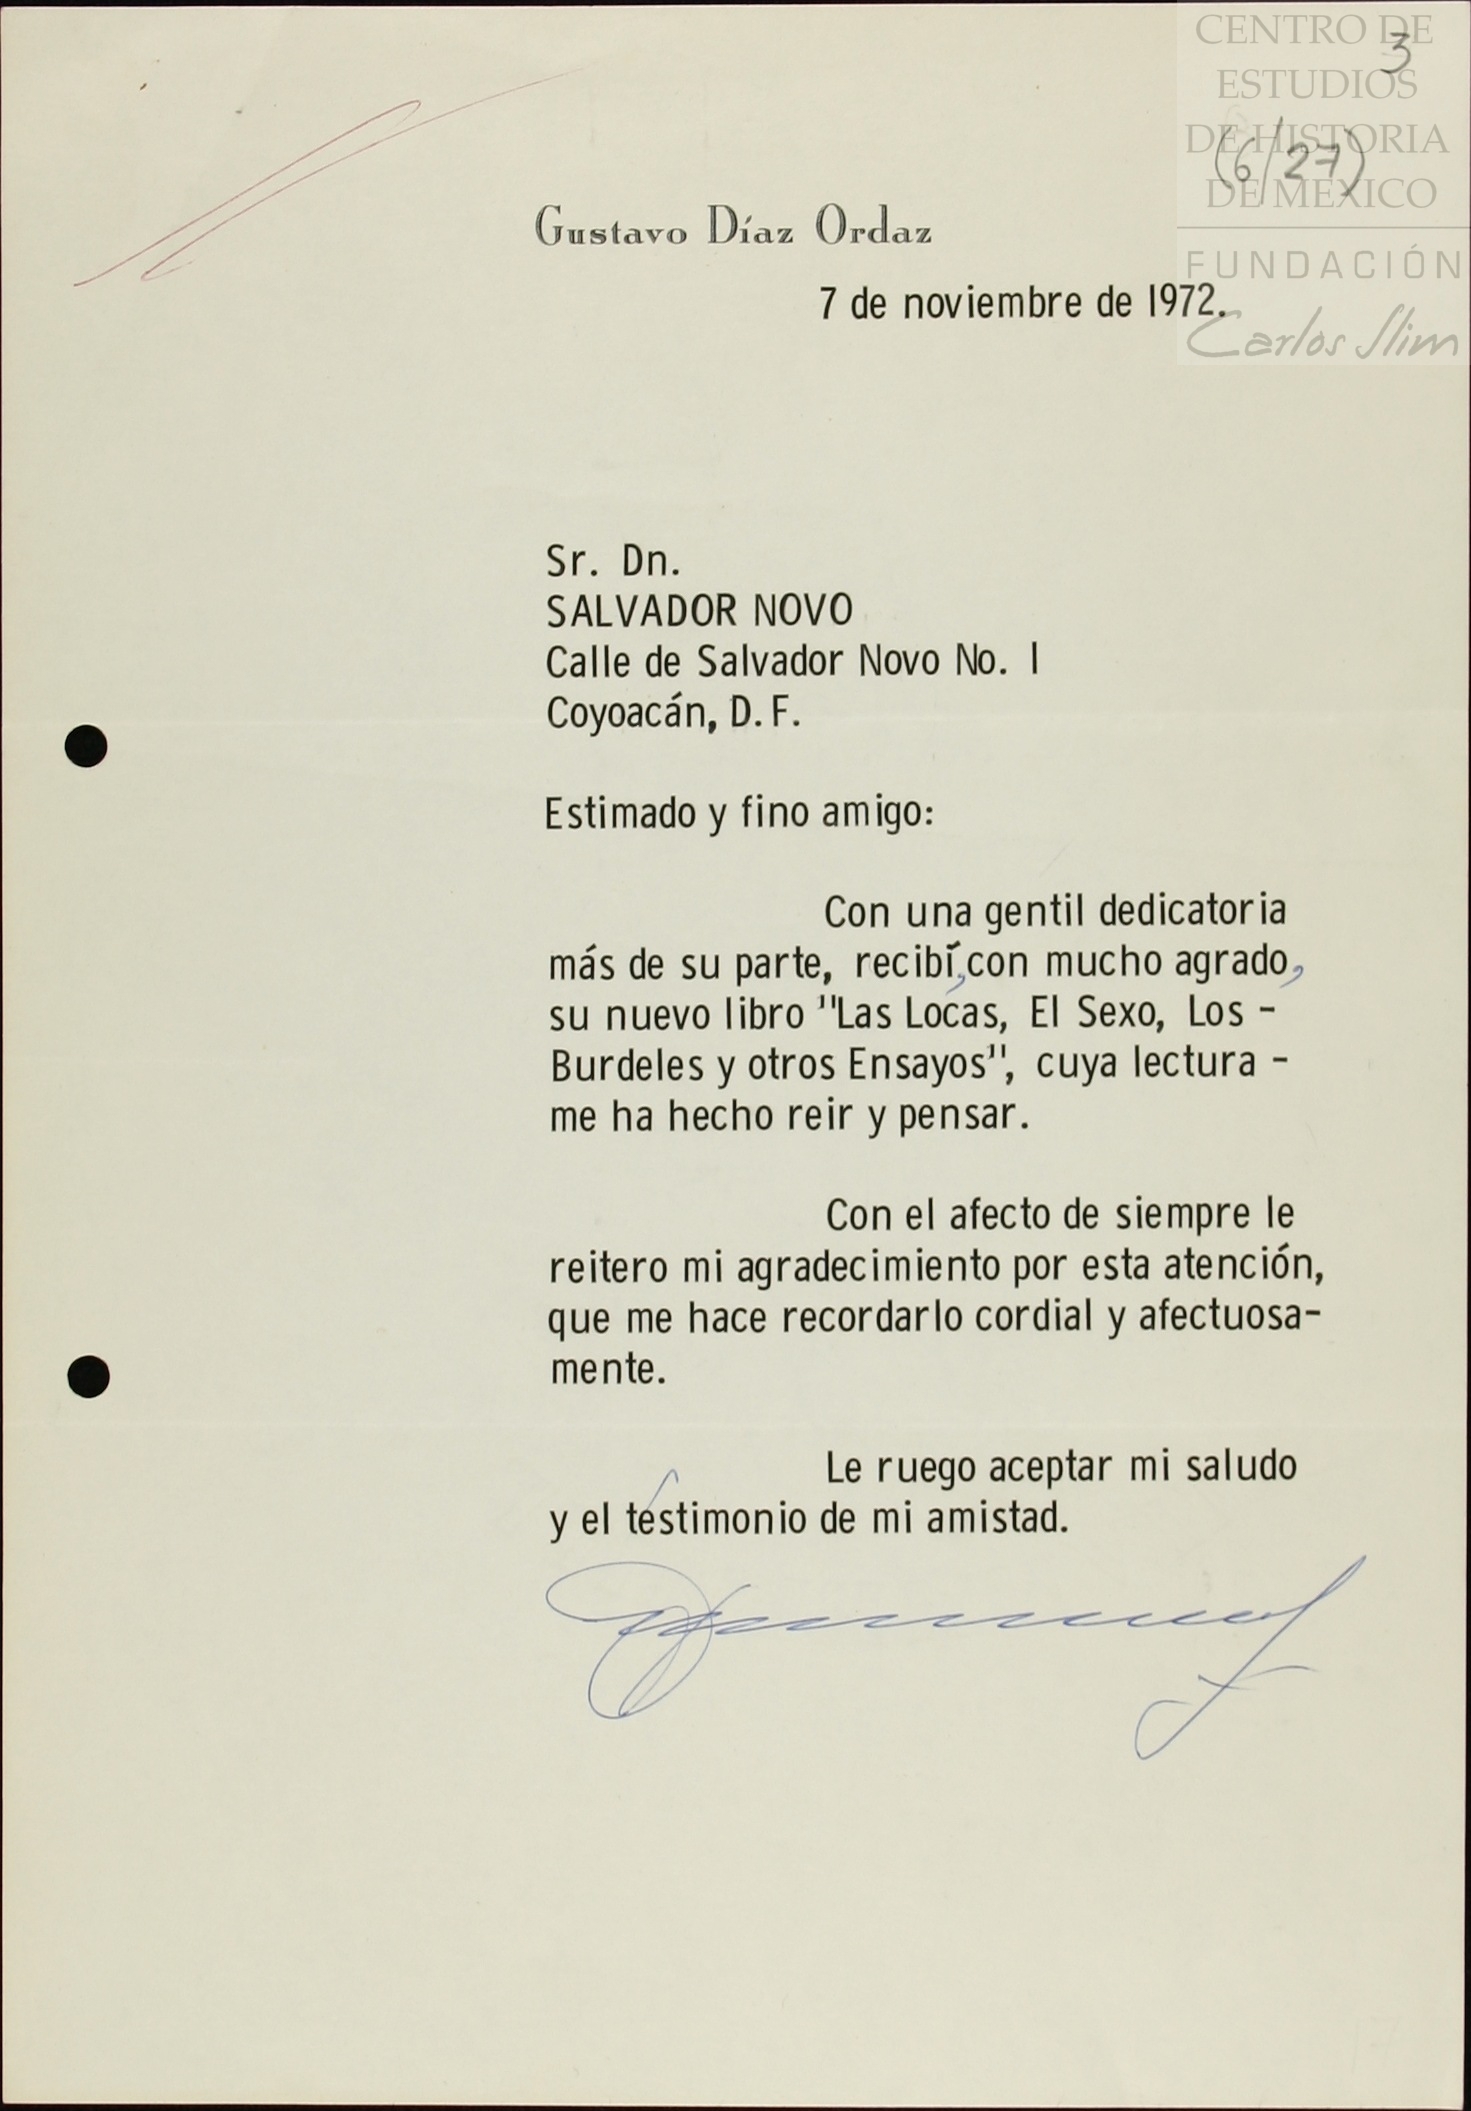 CENTRO DE
ESTUDIOS
DE HISTORIA
DE MÉXICO
FUNDACIÓN
Carlos Slim
3
(6/27)
Gustavo Díaz Ordaz
7 de noviembre de 1972.
Sr. Dn.
SALVADOR NOVO
Calle de Salvador Novo No. 1
Coyoacán, D. F.
Estimado y fino amigo:
Con una gentil dedicatoria
más de su parte, recibí, con mucho agrado,
su nuevo libro "Las Locas, El Sexo, Los -
Burdeles y otros Ensayos", cuya lectura -
me ha hecho reir y pensar.
Con el afecto de siempre le
reitero mi agradecimiento por esta atención,
que me hace recordarlo cordial y afectuosa-
mente.
Le ruego aceptar mi saludo
y el testimonio de mi amistad.